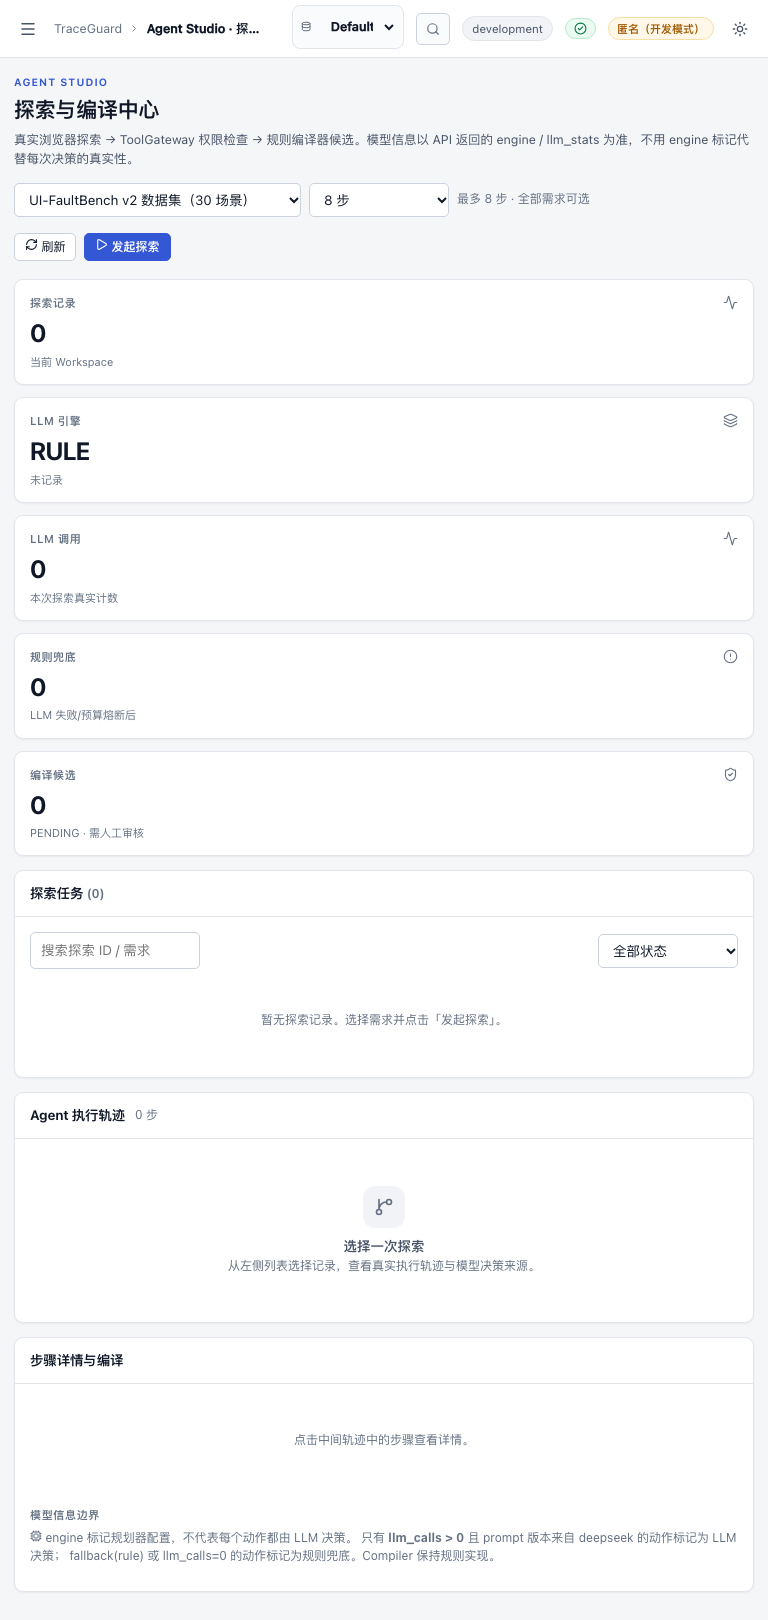 TraceGuard > Agent Studio · 探... Default development 匿名（开发模式）
AGENT STUDIO
探索与编译中心
真实浏览器探索 → ToolGateway 权限检查 → 规则编译器候选。模型信息以 API 返回的 engine / llm_stats 为准，不用 engine 标记代
替每次决策的真实性。
UI-FaultBench v2 数据集（30 场景） 8 步 最多 8 步 · 全部需求可选
刷新 发起探索
探索记录
0
当前 Workspace
LLM 引擎
RULE
未记录
LLM 调用
0
本次探索真实计数
规则兜底
0
LLM 失败/预算熔断后
编译候选
0
PENDING · 需人工审核
探索任务 (0)
搜索探索 ID / 需求 全部状态
暂无探索记录。选择需求并点击「发起探索」。
Agent 执行轨迹 0 步
选择一次探索
从左侧列表选择记录，查看真实执行轨迹与模型决策来源。
步骤详情与编译
点击中间轨迹中的步骤查看详情。
模型信息边界
engine 标记规划器配置，不代表每个动作都由 LLM 决策。 只有 llm_calls > 0 且 prompt 版本来自 deepseek 的动作标记为 LLM
决策； fallback(rule) 或 llm_calls=0 的动作标记为规则兜底。Compiler 保持规则实现。